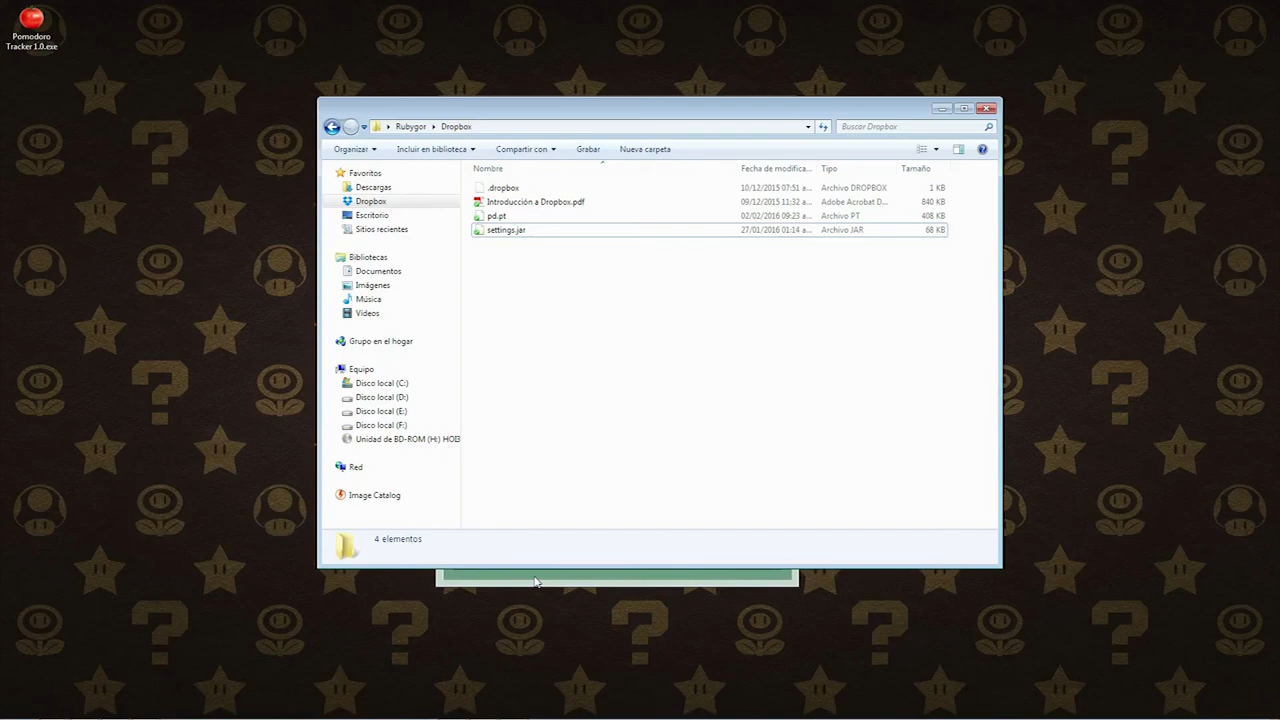 Pomodoro
Tracker1.0.exe
Rubygor
Dropbox
Buscar Dropbox
Organizar
Incluir en biblioteca
Compartir con
Grabar
Nueva carpeta
Favoritos
Descargas
Dropbox
Escritorio
Sitios recientes
Bibliotecas
Documentos
Imágenes
Música
Vídeos
Grupo en el hogar
Equipo
Disco local (C:)
Disco local (D:)
Disco local (E:)
Disco local (F:)
Unidad de BD-ROM (H:) HOI3
Red
Image Catalog
Nombre Fecha de modifica... Tipo Tamaño
.dropbox 10/12/2015 07:51 a... Archivo DROPBOX 1 KB
Introducción a Dropbox.pdf 09/12/2015 11:32 a... Adobe Acrobat D... 840 KB
pd.pt 02/02/2016 09:23 a... Archivo PT 408 KB
settings.jar 27/01/2016 01:14 a... Archivo JAR 68 KB
4 elementos